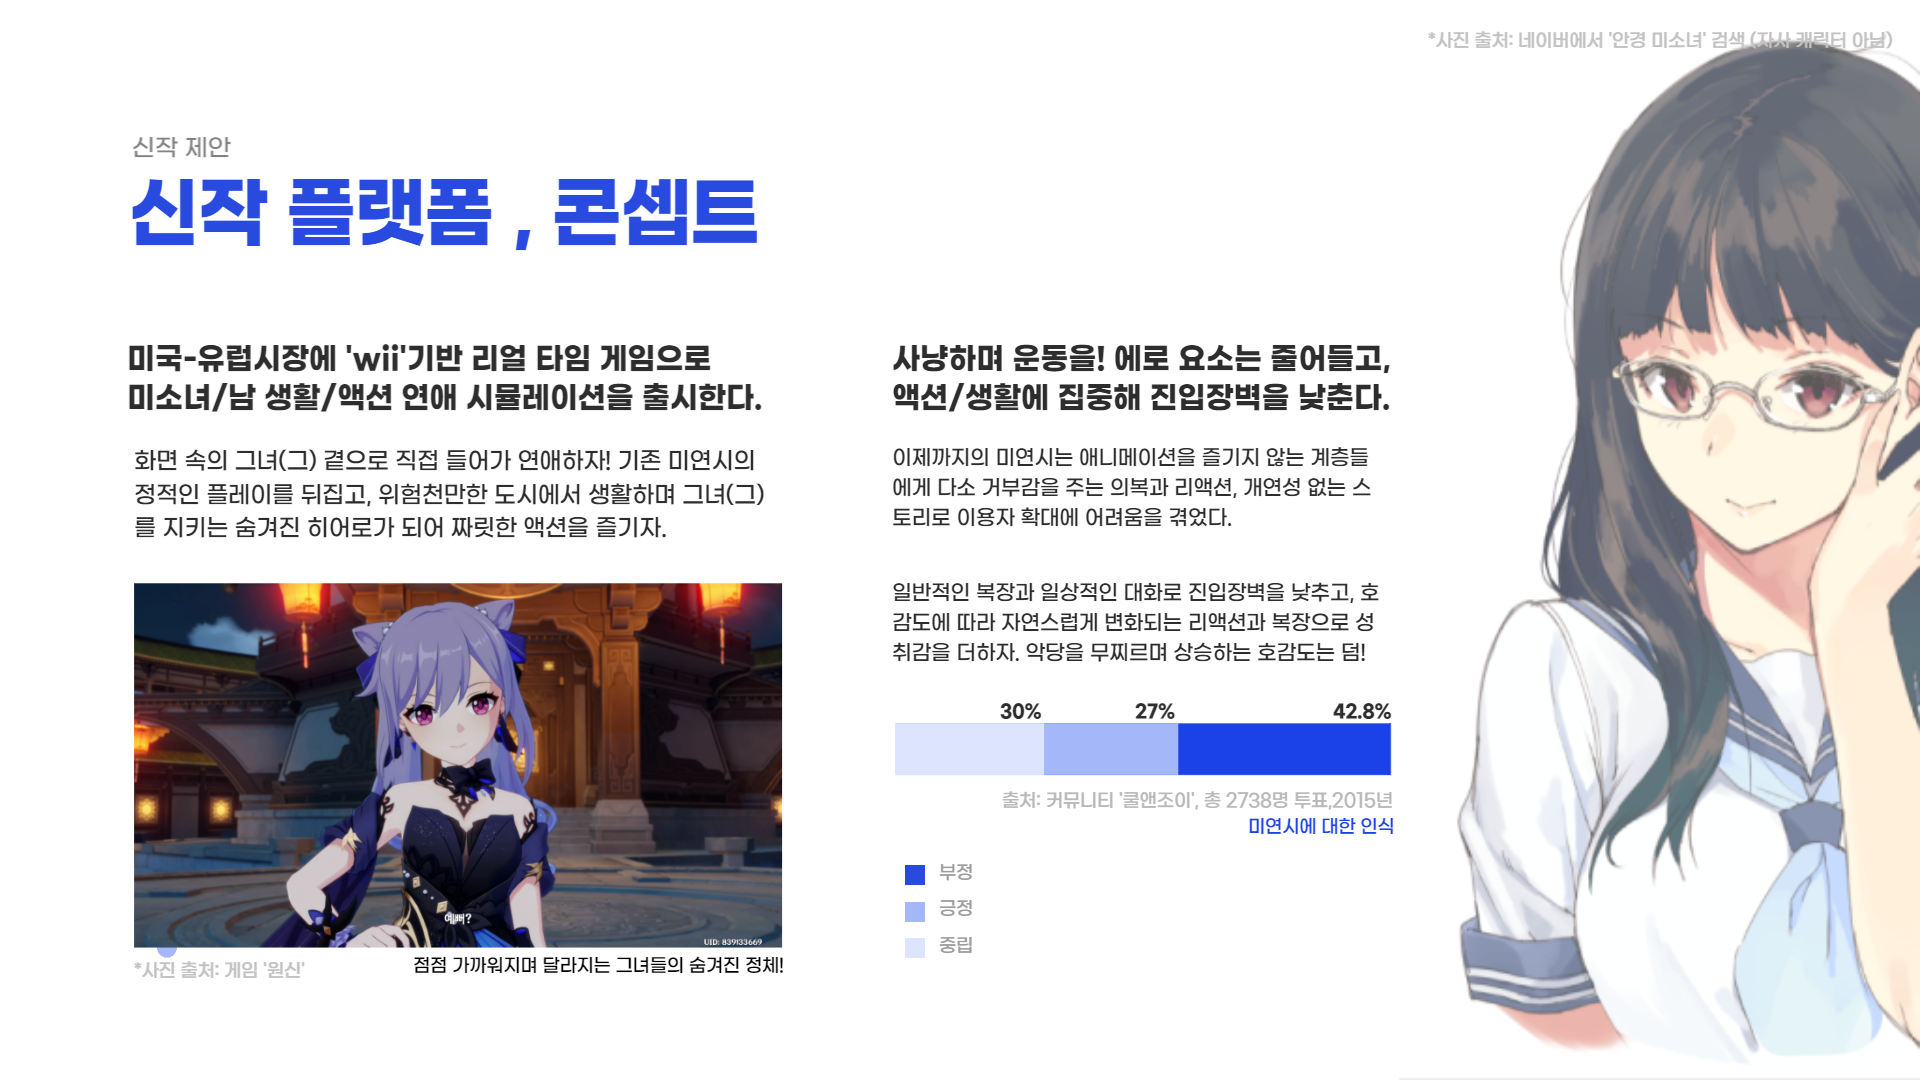 *사진 출처: 네이버에서 '안경 미소녀' 검색 (자사 캐릭터 아님)
신작 제안
신작 플랫폼 , 콘셉트
미국-유럽시장에 'wii'기반 리얼 타임 게임으로
미소녀/남 생활/액션 연애 시뮬레이션을 출시한다.
화면 속의 그녀(그) 곁으로 직접 들어가 연애하자! 기존 미연시의
정적인 플레이를 뒤집고, 위험천만한 도시에서 생활하며 그녀(그)
를 지키는 숨겨진 히어로가 되어 짜릿한 액션을 즐기자.
예뻐?
UID: 839133669
*사진 출처: 게임 '원신'
점점 가까워지며 달라지는 그녀들의 숨겨진 정체!
사냥하며 운동을! 에로 요소는 줄어들고,
액션/생활에 집중해 진입장벽을 낮춘다.
이제까지의 미연시는 애니메이션을 즐기지 않는 계층들
에게 다소 거부감을 주는 의복과 리액션, 개연성 없는 스
토리로 이용자 확대에 어려움을 겪었다.
일반적인 복장과 일상적인 대화로 진입장벽을 낮추고, 호
감도에 따라 자연스럽게 변화되는 리액션과 복장으로 성
취감을 더하자. 악당을 무찌르며 상승하는 호감도는 덤!
30% 27% 42.8%
출처: 커뮤니티 '쿨앤조이', 총 2738명 투표,2015년
미연시에 대한 인식
부정
긍정
중립